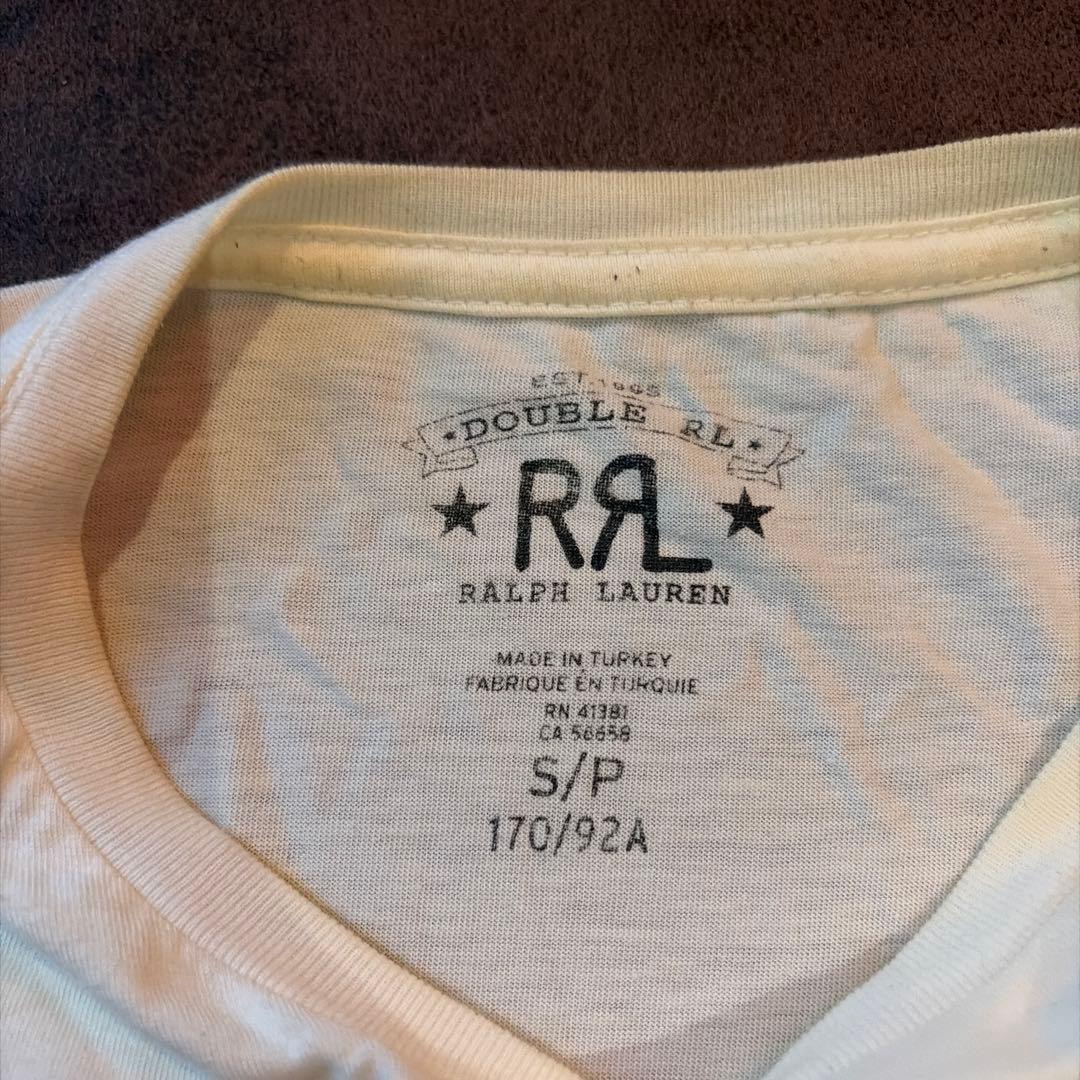 EST. 1993
★ DOUBLE RL ★
RRL
RALPH LAUREN
MADE IN TURKEY
FABRIQUE EN TURQUIE
RN 41381
CA 56658
S/P
170/92A